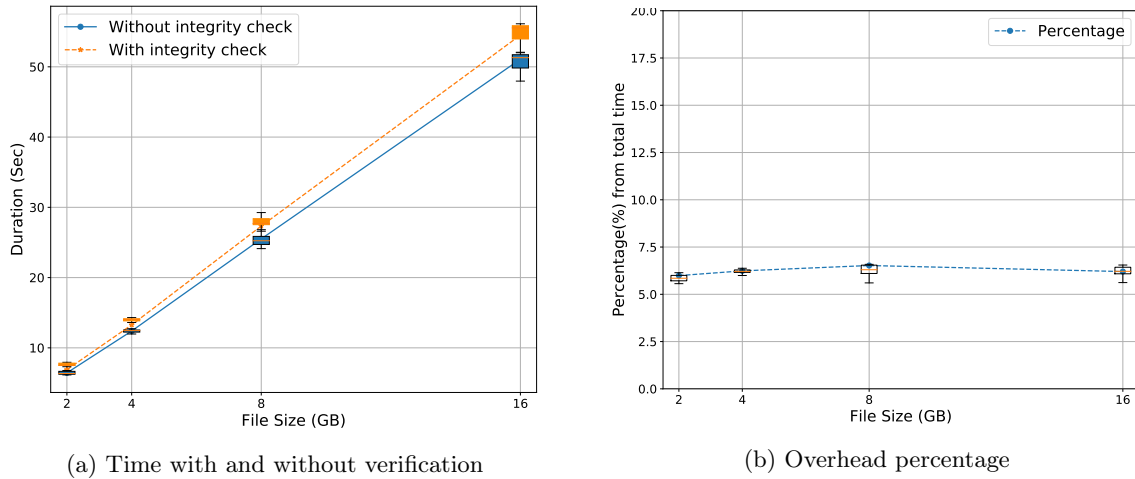 Without integrity check
With integrity check
50
40
30
20
10
Duration (Sec)
2
4
8
16
File Size (GB)
(a) Time with and without verification
20.0
17.5
15.0
12.5
10.0
7.5
5.0
2.5
0.0
Percentage(%) from total time
Percentage
2
4
8
16
File Size (GB)
(b) Overhead percentage